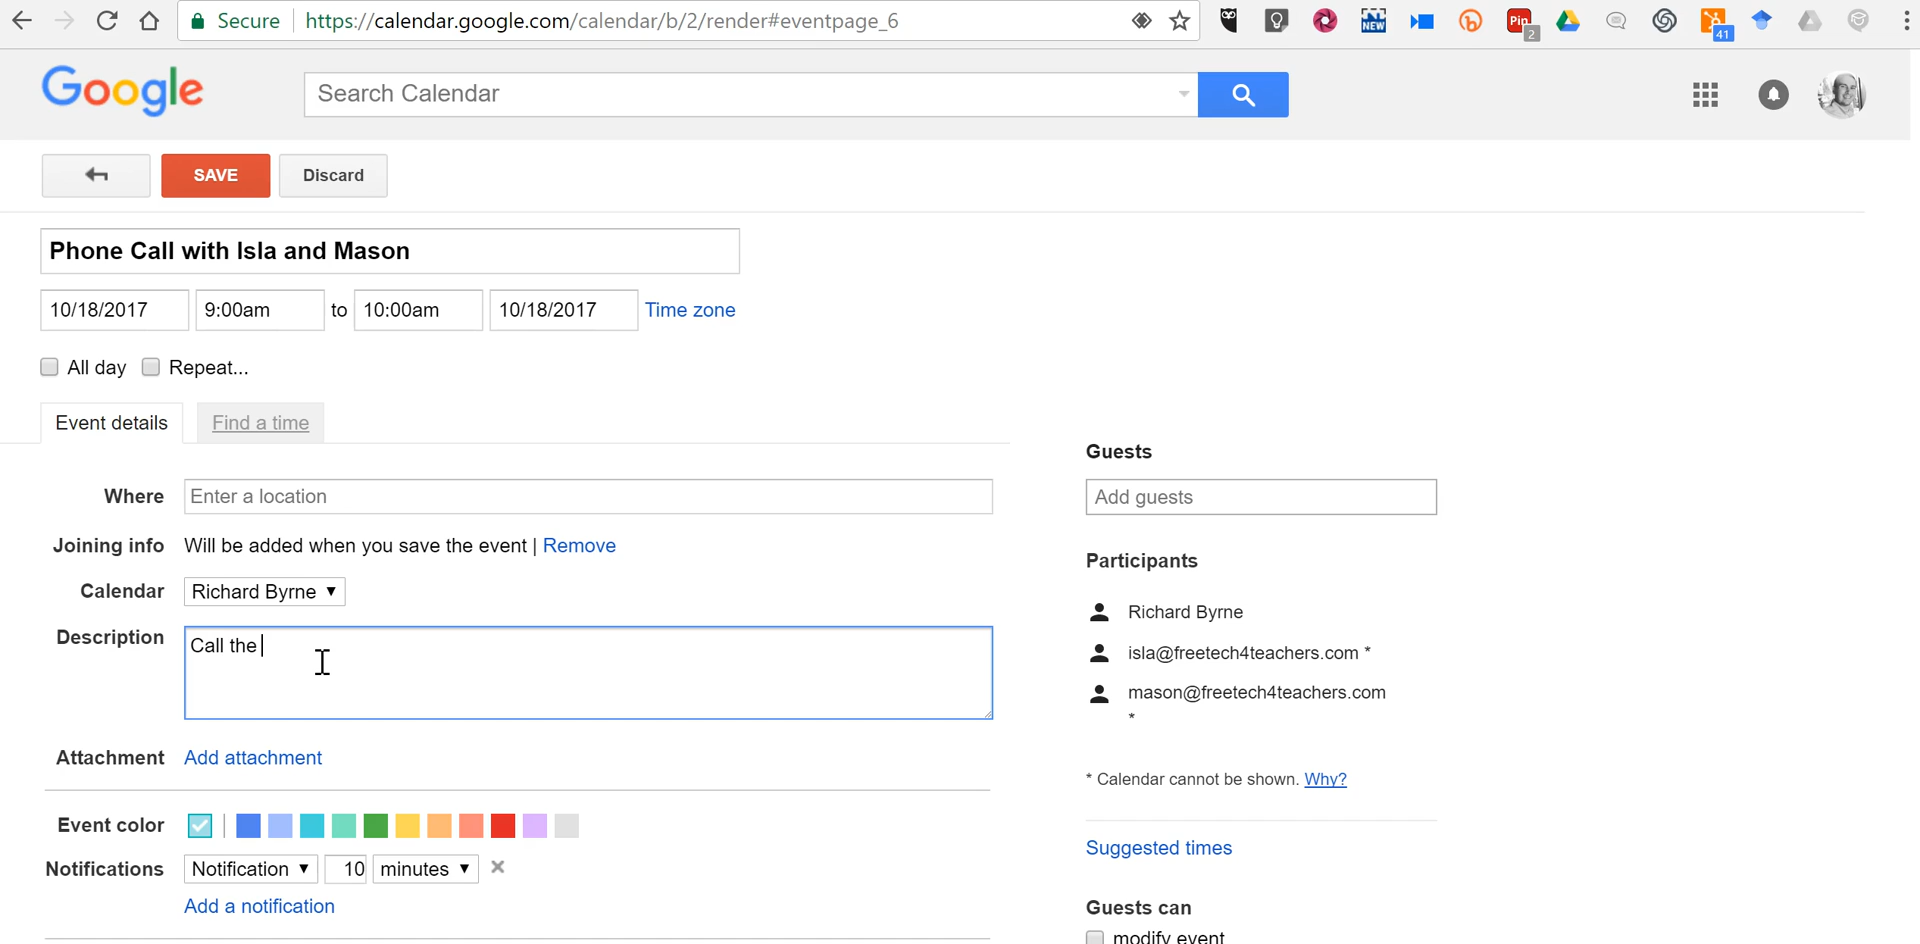 Secure https://calendar.google.com/calendar/b/2/render#eventpage_6
NEW Pin 2 41
Google Search Calendar
SAVE Discard
Phone Call with Isla and Mason
10/18/2017 9:00am to 10:00am 10/18/2017 Time zone
All day Repeat...
Event details Find a time
Guests
Where Enter a location
Add guests
Joining info Will be added when you save the event | Remove
Participants
Calendar Richard Byrne
Richard Byrne
Description Call the
isla@freetech4teachers.com *
mason@freetech4teachers.com
*
Attachment Add attachment
* Calendar cannot be shown. Why?
Event color
Suggested times
Notifications Notification 10 minutes
Add a notification
Guests can
modify event